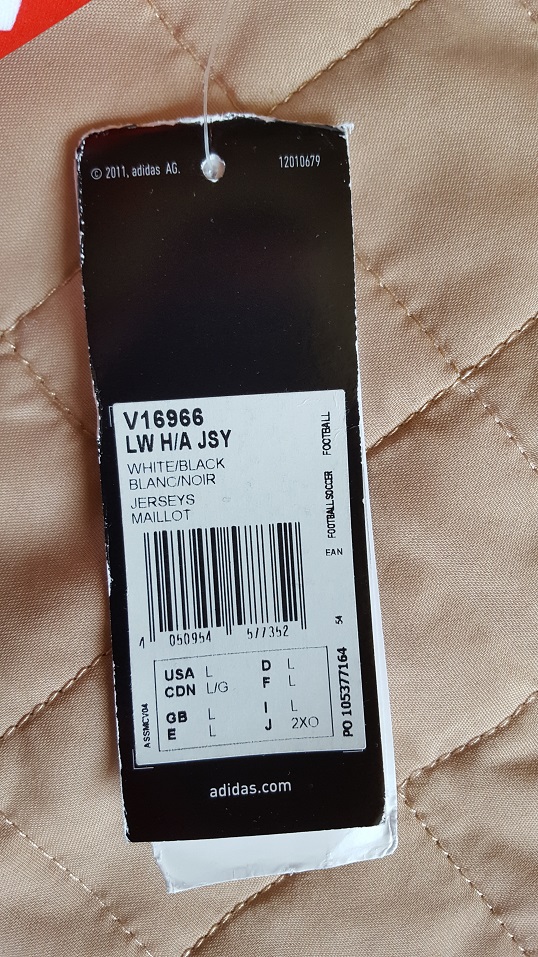 © 2011, adidas AG.
12010679
V16966
LW H/A JSY
WHITE/BLACK
BLANC/NOIR
JERSEYS
MAILLOT
FOOTBALL SOCCER FOOTBALL
EAN
4 050954 577352
54
USA L D L
CDN L/G F L
GB L I L
E L J 2XO
ASSMCV04
PO 105377164
adidas.com